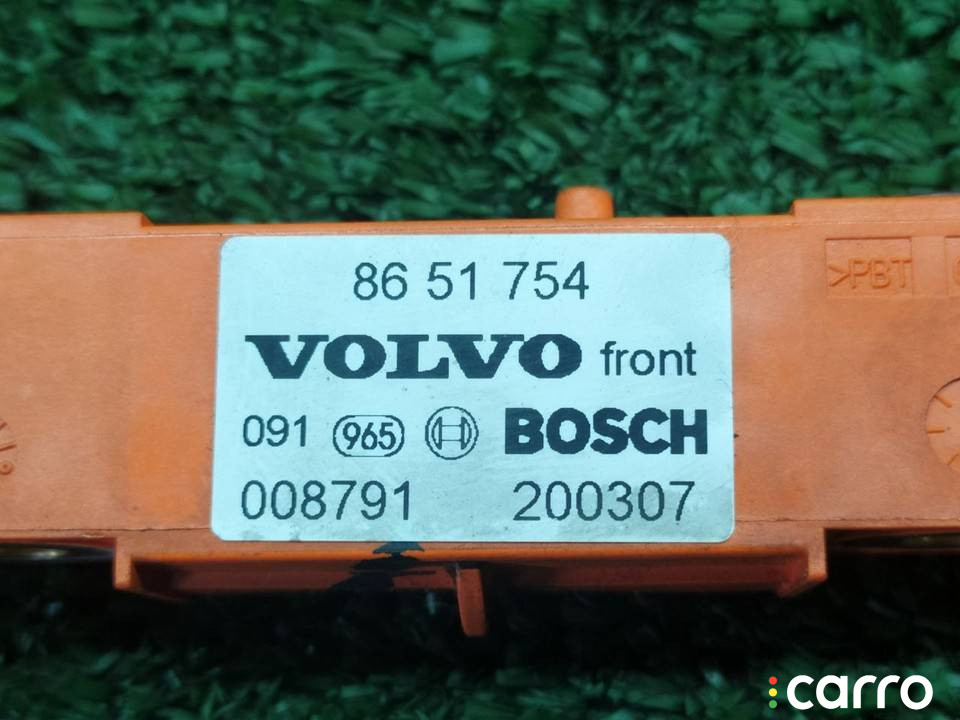 86 51 754
VOLVO front
091 965 BOSCH
008791 200307
>PBT
carro